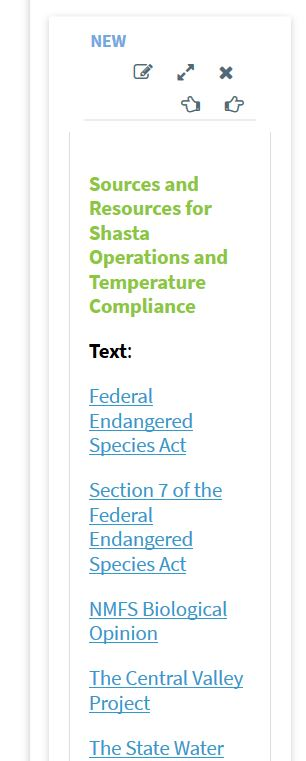 NEW
Sources and
Resources for
Shasta
Operations and
Temperature
Compliance
Text:
Federal
Endangered
Species Act
Section 7 of the
Federal
Endangered
Species Act
NMFS Biological
Opinion
The Central Valley
Project
The State Water